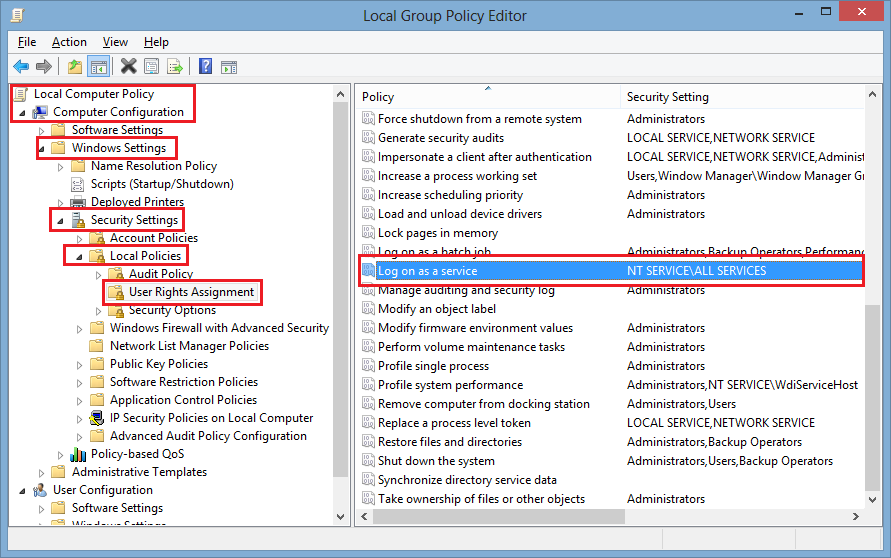 Local Group Policy Editor
File Action View Help
Local Computer Policy
Computer Configuration
Software Settings
Windows Settings
Name Resolution Policy
Scripts (Startup/Shutdown)
Deployed Printers
Security Settings
Account Policies
Local Policies
Audit Policy
User Rights Assignment
Security Options
Windows Firewall with Advanced Security
Network List Manager Policies
Public Key Policies
Software Restriction Policies
Application Control Policies
IP Security Policies on Local Computer
Advanced Audit Policy Configuration
Policy-based QoS
Administrative Templates
User Configuration
Software Settings
Windows Settings
Policy Security Setting
Force shutdown from a remote system Administrators
Generate security audits LOCAL SERVICE,NETWORK SERVICE
Impersonate a client after authentication LOCAL SERVICE,NETWORK SERVICE,Administ
Increase a process working set Users,Window Manager\Window Manager Gr
Increase scheduling priority Administrators
Load and unload device drivers Administrators
Lock pages in memory
Log on as a batch job Administrators,Backup Operators,Performance
Log on as a service NT SERVICE\ALL SERVICES
Manage auditing and security log Administrators
Modify an object label
Modify firmware environment values Administrators
Perform volume maintenance tasks Administrators
Profile single process Administrators
Profile system performance Administrators,NT SERVICE\WdiServiceHost
Remove computer from docking station Administrators,Users
Replace a process level token LOCAL SERVICE,NETWORK SERVICE
Restore files and directories Administrators,Backup Operators
Shut down the system Administrators,Users,Backup Operators
Synchronize directory service data
Take ownership of files or other objects Administrators